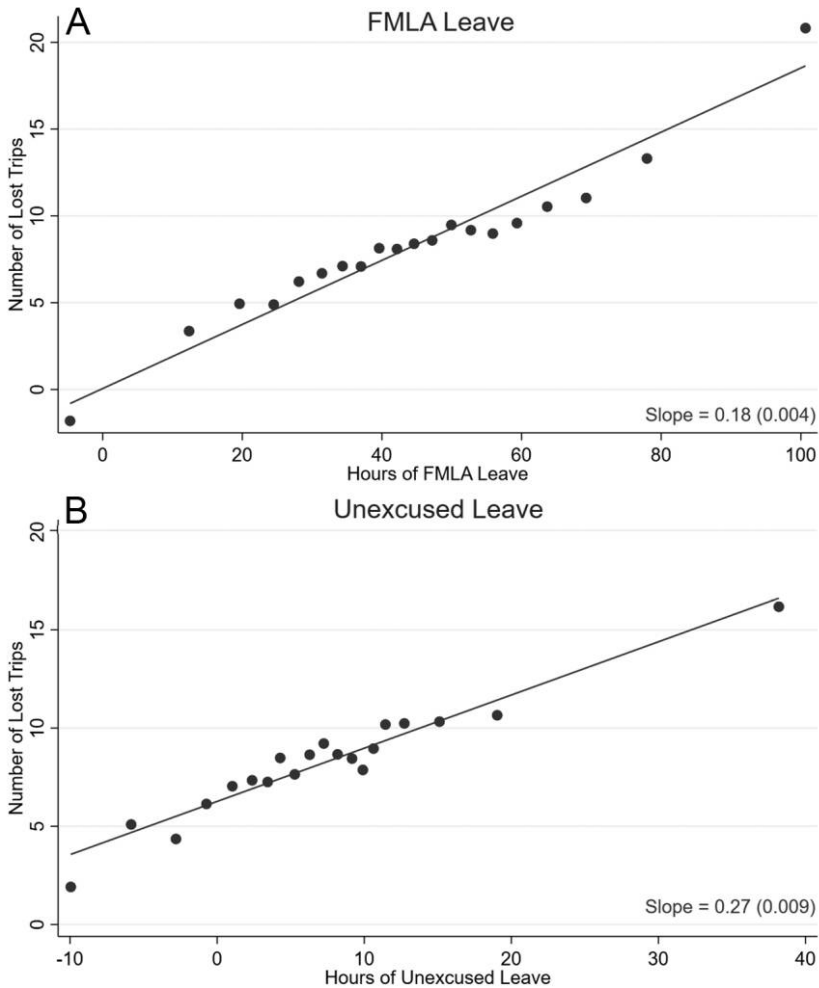 A
FMLA Leave
Number of Lost Trips
20
15
10
5
0
Slope = 0.18 (0.004)
0 20 40 60 80 100
Hours of FMLA Leave
B
Unexcused Leave
Number of Lost Trips
20
15
10
5
0
Slope = 0.27 (0.009)
-10 0 10 20 30 40
Hours of Unexcused Leave